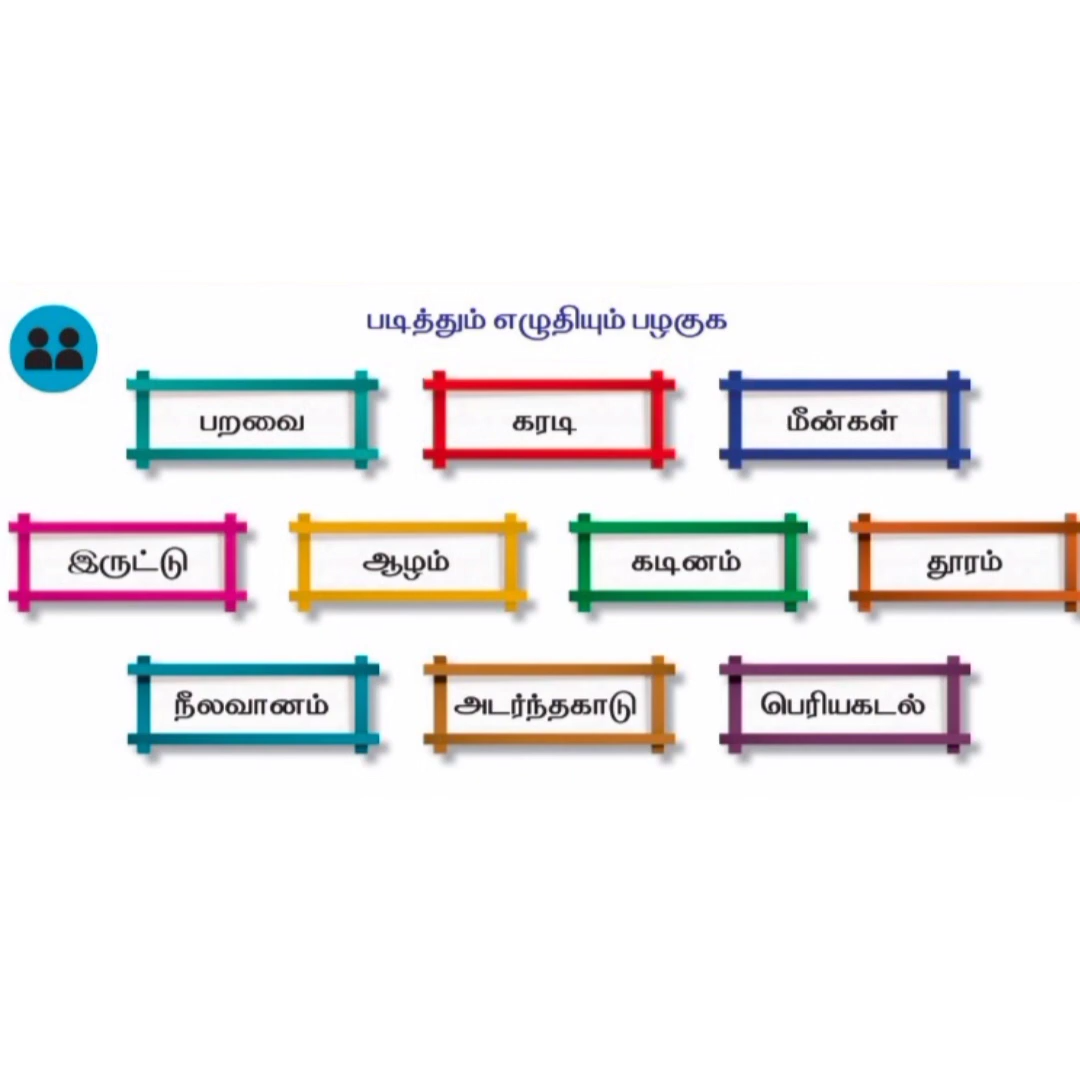 படித்தும் எழுதியும் பழகுக
பறவை கரடி மீன்கள்
இருட்டு ஆழம் கடினம் தூரம்
நீலவானம் அடர்ந்தகாடு பெரியகடல்